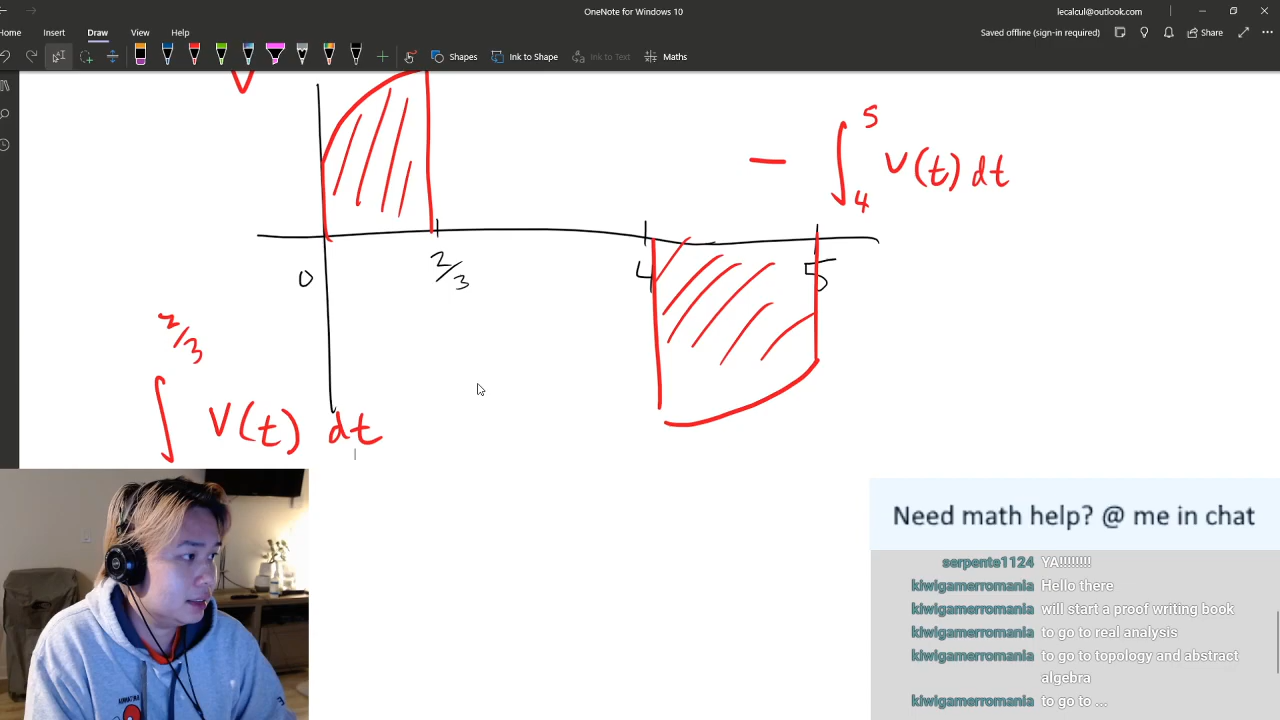 OneNote for Windows 10
lecalcul@outlook.com
Home Insert Draw View Help
Saved offline (sign-in required)
Share
Shapes
Ink to Shape
Ink to Text
Maths
V
- ∫ 5 4 v(t) dt
0 2/3 4 5
∫ 2/3 v(t) dt
Need math help? @ me in chat
serpente1124 YA!!!!!!!!
kiwigamerromania Hello there
kiwigamerromania will start a proof writing book
kiwigamerromania to go to real analysis
kiwigamerromania to go to topology and abstract
algebra
kiwigamerromania to go to ...